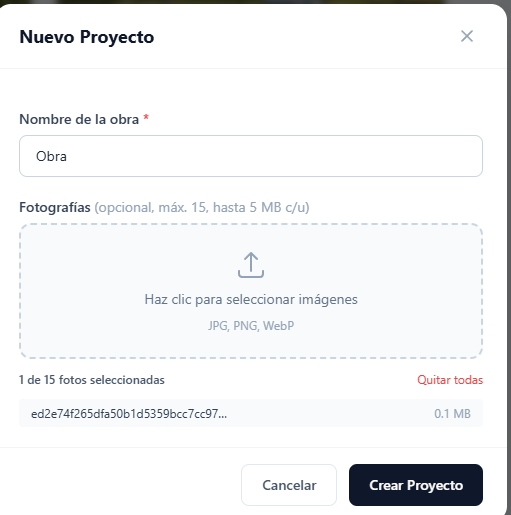 Nuevo Proyecto
Nombre de la obra *
Obra
Fotografías (opcional, máx. 15, hasta 5 MB c/u)
Haz clic para seleccionar imágenes
JPG, PNG, WebP
1 de 15 fotos seleccionadas Quitar todas
ed2e74f265dfa50b1d5359bcc7cc97... 0.1 MB
Cancelar Crear Proyecto